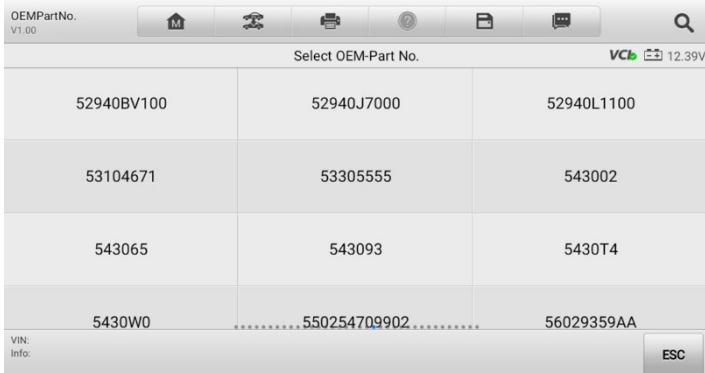 OEMPartNo.
V1.00
M
Select OEM-Part No.
VCI 12.39V
52940BV100 52940J7000 52940L1100
53104671 53305555 543002
543065 543093 5430T4
5430W0 550254709902 56029359AA
VIN:
Info:
ESC